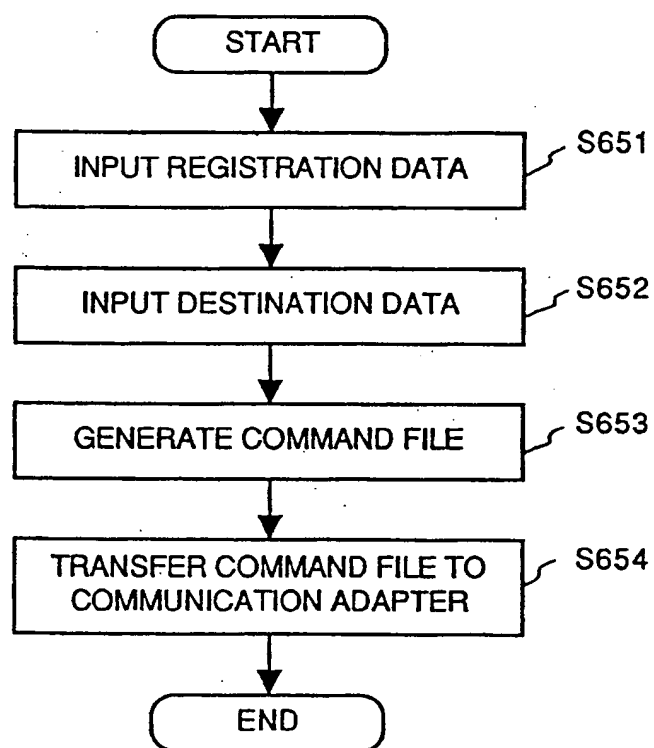 START
INPUT REGISTRATION DATA
S651
INPUT DESTINATION DATA
S652
GENERATE COMMAND FILE
S653
TRANSFER COMMAND FILE TO
COMMUNICATION ADAPTER
S654
END